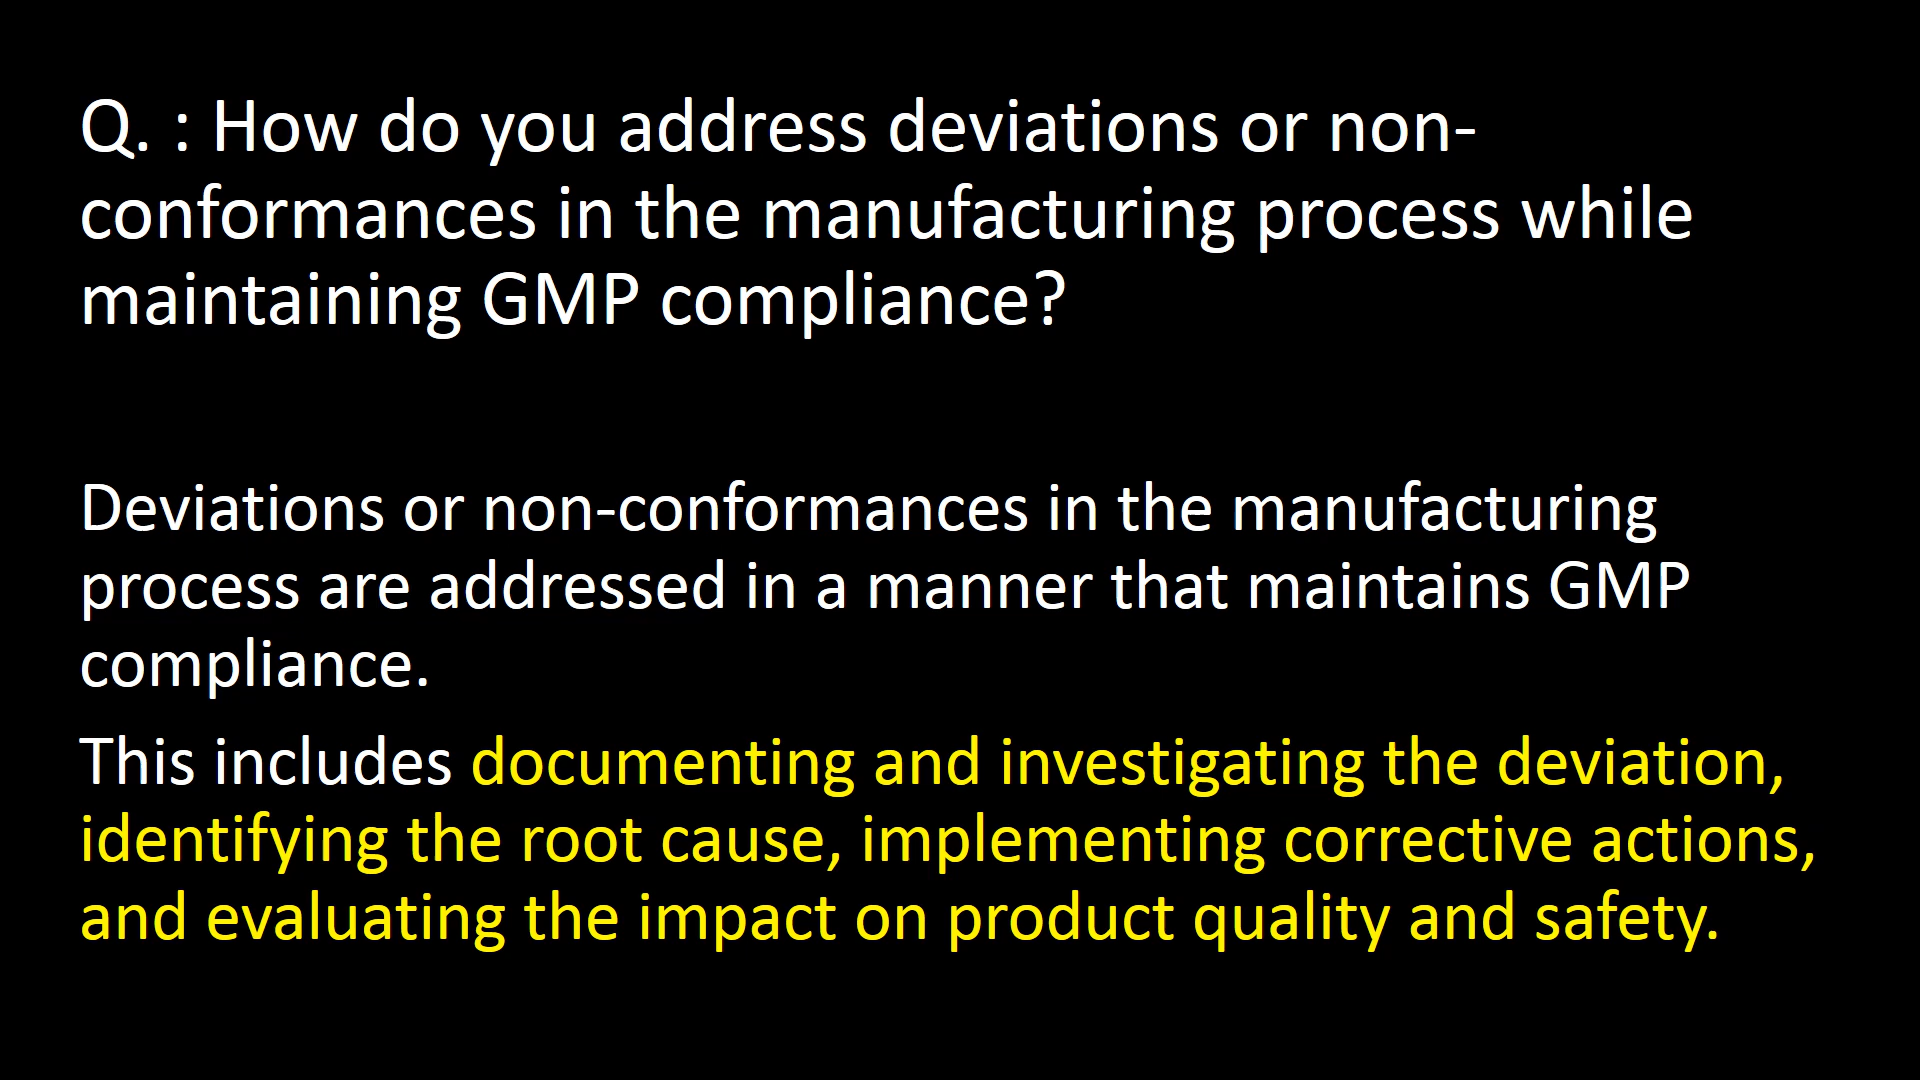 Q. : How do you address deviations or non-
conformances in the manufacturing process while
maintaining GMP compliance?
Deviations or non-conformances in the manufacturing
process are addressed in a manner that maintains GMP
compliance.
This includes documenting and investigating the deviation,
identifying the root cause, implementing corrective actions,
and evaluating the impact on product quality and safety.